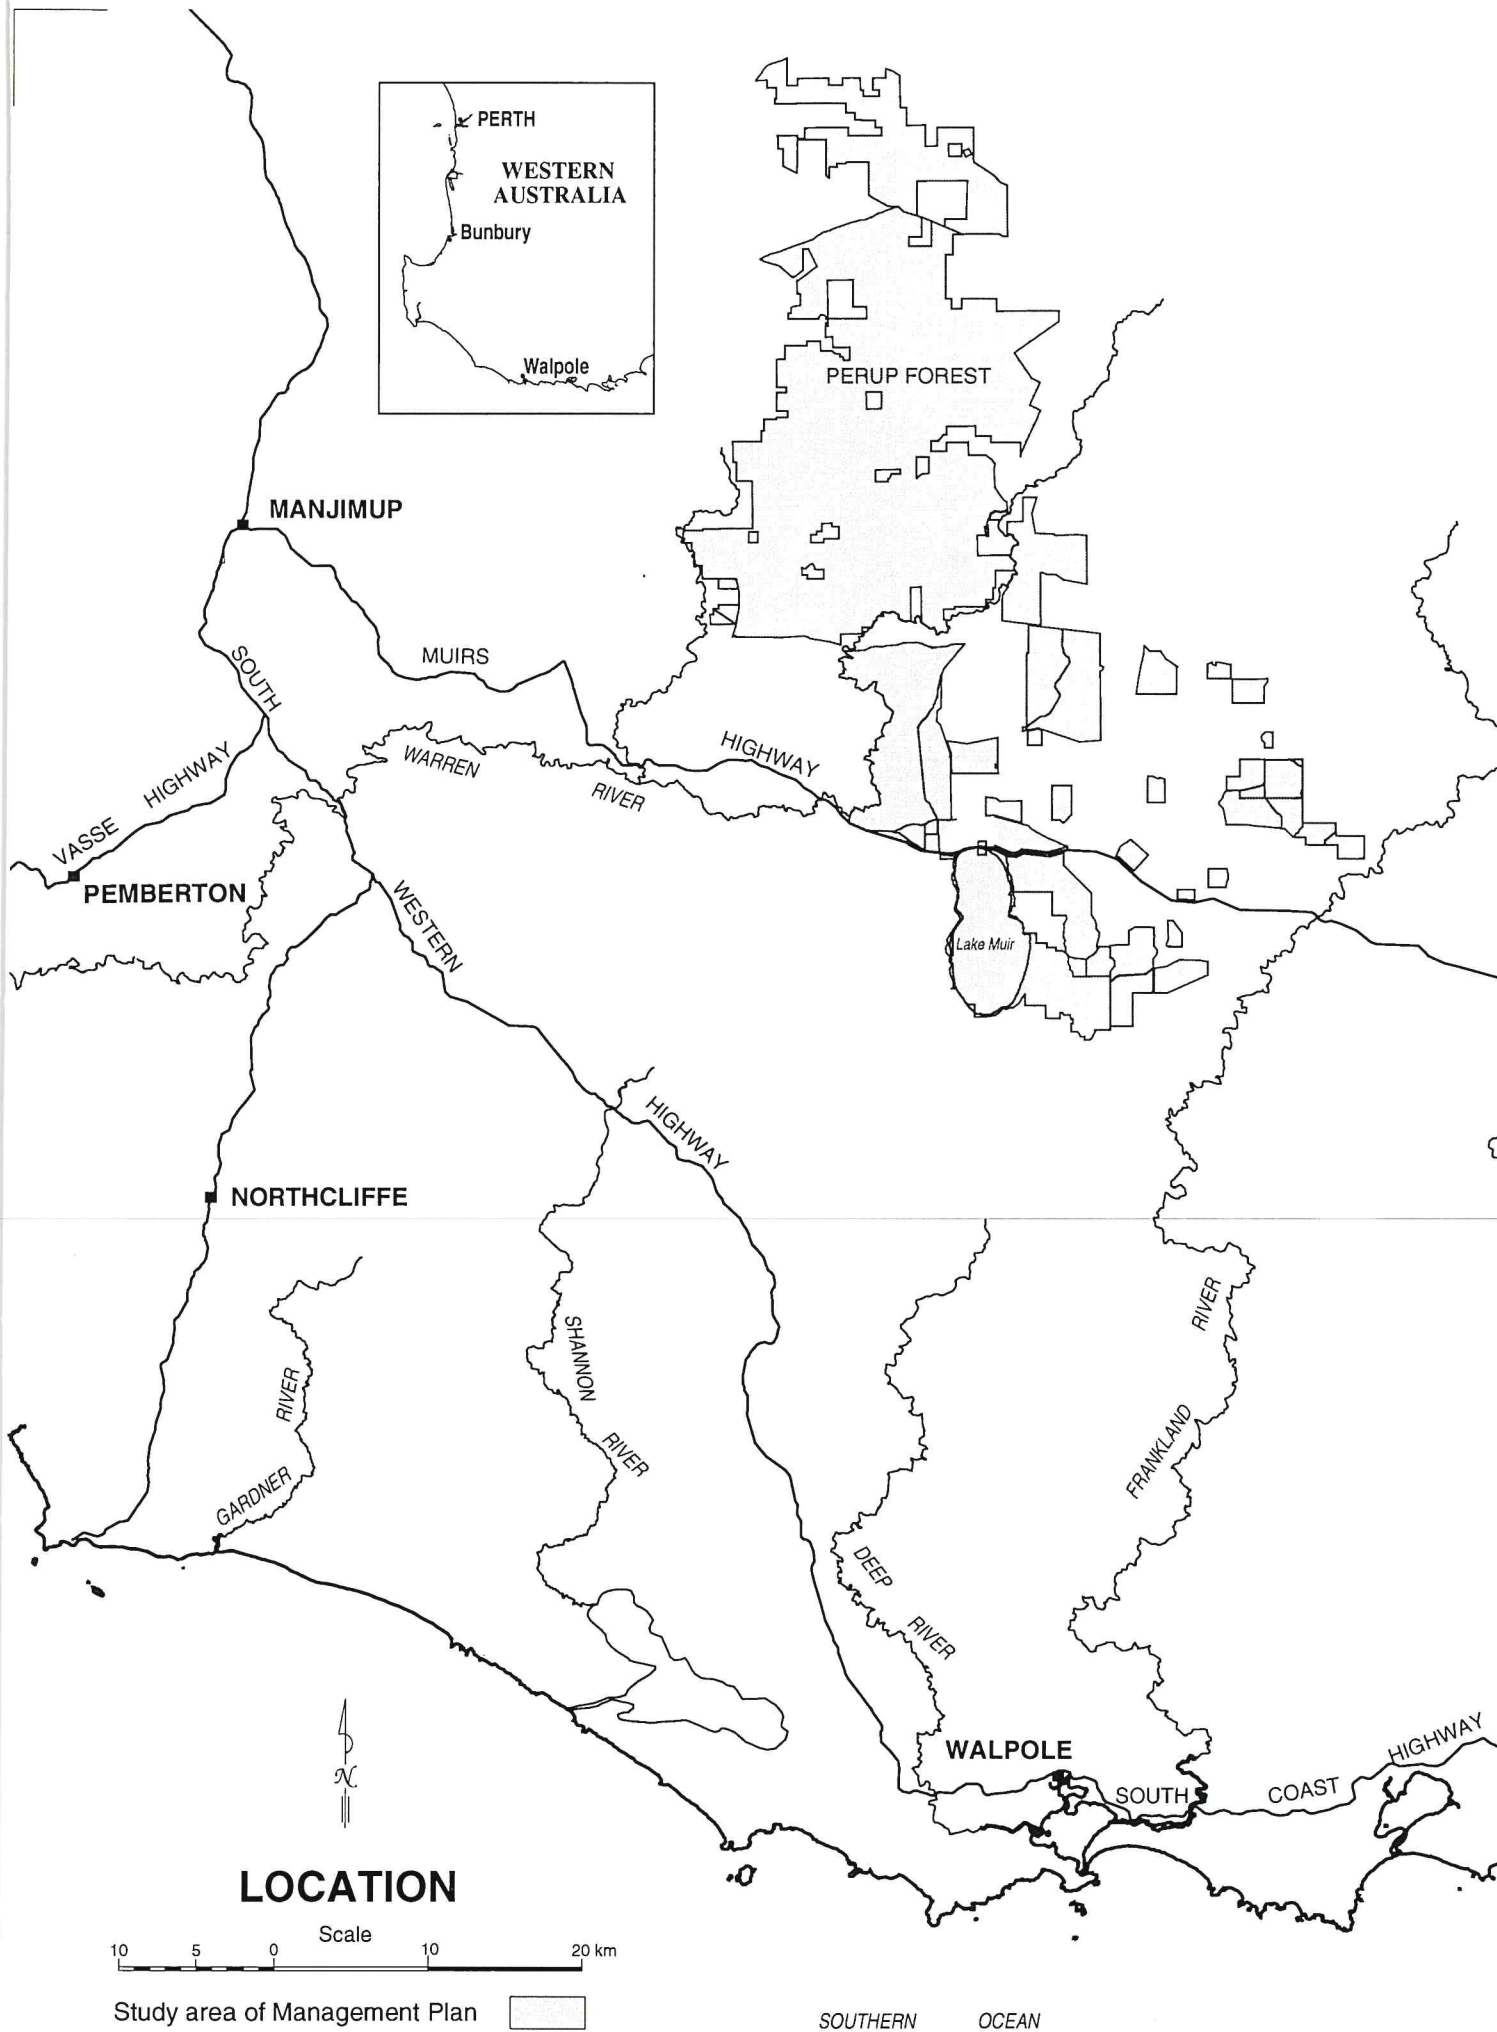 PERTH
WESTERN
AUSTRALIA
Bunbury
Walpole
PERUP FOREST
MANJIMUP
SOUTH
MUIRS
HIGHWAY
HIGHWAY
VASSE
WARREN
RIVER
PEMBERTON
WESTERN
Lake Muir
HIGHWAY
NORTHCLIFFE
SHANNON
RIVER
RIVER
GARDNER
RIVER
FRANKLAND
DEEP
RIVER
WALPOLE
SOUTH
COAST
HIGHWAY
N
LOCATION
Scale
10 5 0 10 20 km
Study area of Management Plan
SOUTHERN OCEAN